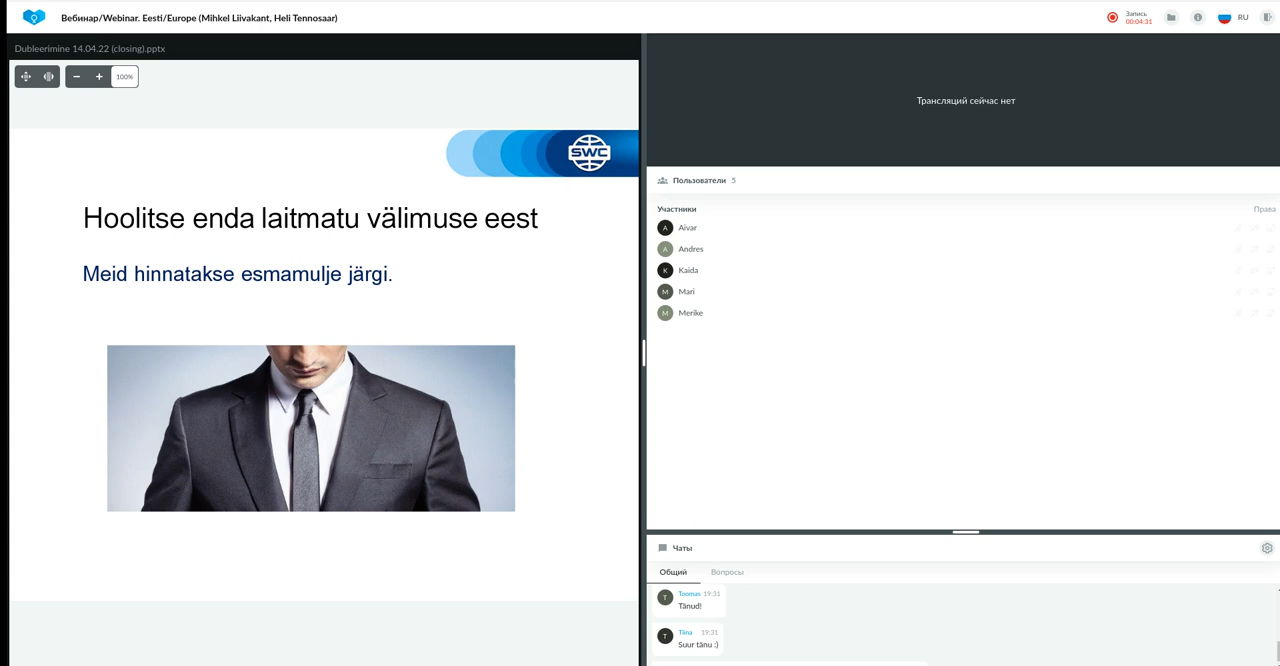 Вебинар/Webinar. Eesti/Europe (Mihkel Liivakant, Heli Tennosaar)
Запись
00:04:31
RU
Dubleerimine 14.04.22 (closing).pptx
100%
SWC
Hoolitse enda laitmatu välimuse eest
Meid hinnatakse esmamulje järgi.
Трансляций сейчас нет
Пользователи 5
Участники Права
A Aivar
A Andres
K Kaida
M Mari
M Merike
Чаты
Общий Вопросы
T Toomas 19:31
Tänud!
T Tiina 19:31
Suur tänu :)